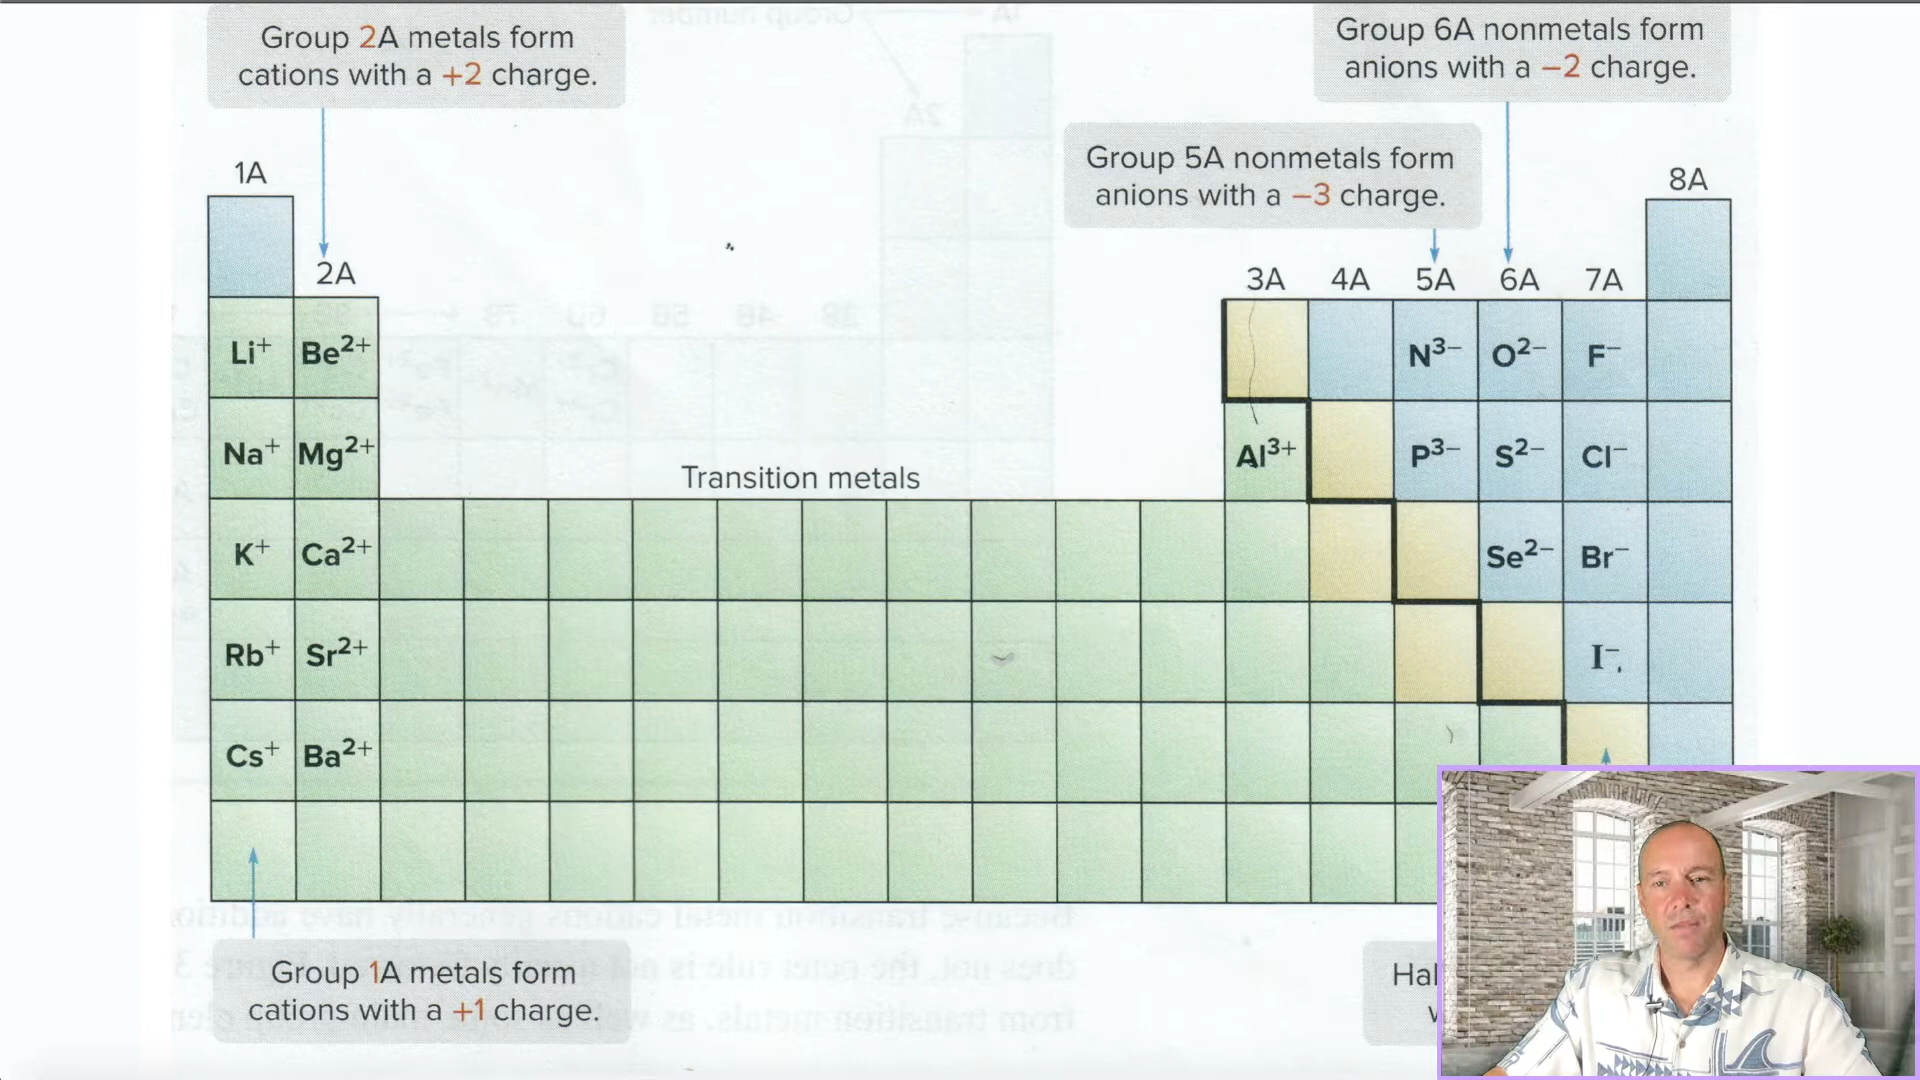 Group 2A metals form
cations with a +2 charge.
Group 6A nonmetals form
anions with a −2 charge.
Group 5A nonmetals form
anions with a −3 charge.
1A
8A
2A
3A 4A 5A 6A 7A
Li⁺ Be²⁺ N³⁻ O²⁻ F⁻
Na⁺ Mg²⁺ Al³⁺ P³⁻ S²⁻ Cl⁻
Transition metals
K⁺ Ca²⁺ Se²⁻ Br⁻
Rb⁺ Sr²⁺ I⁻
Cs⁺ Ba²⁺
Group 1A metals form
cations with a +1 charge.
Hal